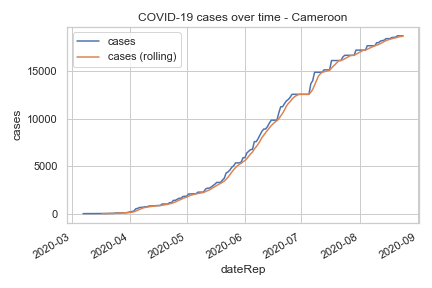 COVID-19 cases over time - Cameroon
cases
cases (rolling)
15000
10000
5000
0
cases
2020-03
2020-04
2020-05
2020-06
2020-07
2020-08
2020-09
dateRep